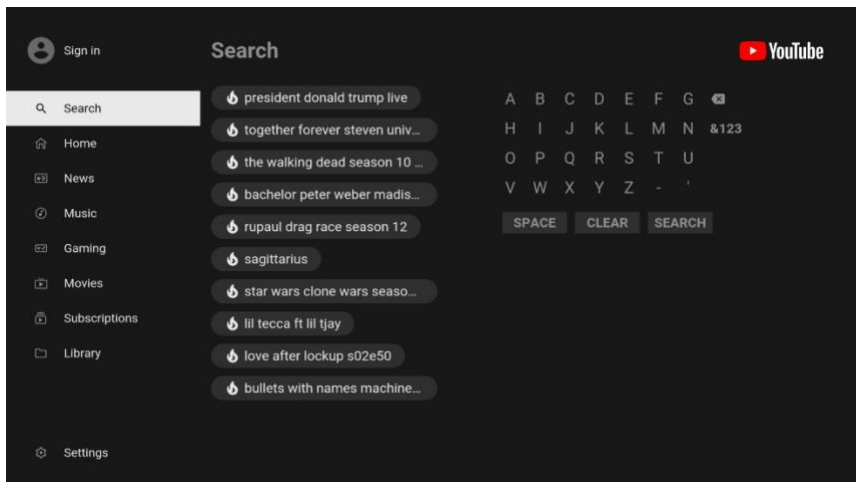 Sign in
Search
YouTube
Search
Home
News
Music
Gaming
Movies
Subscriptions
Library
Settings
president donald trump live
together forever steven univ...
the walking dead season 10 ...
bachelor peter weber madis...
rupaul drag race season 12
sagittarius
star wars clone wars seaso...
lil tecca ft lil tjay
love after lockup s02e50
bullets with names machine...
A B C D E F G
H I J K L M N &123
O P Q R S T U
V W X Y Z - '
SPACE CLEAR SEARCH